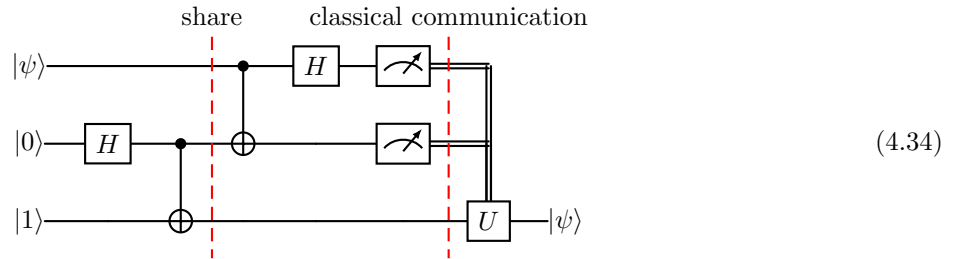 share classical communication
|ψ⟩ H
|0⟩ H (4.34)
|1⟩ U |ψ⟩